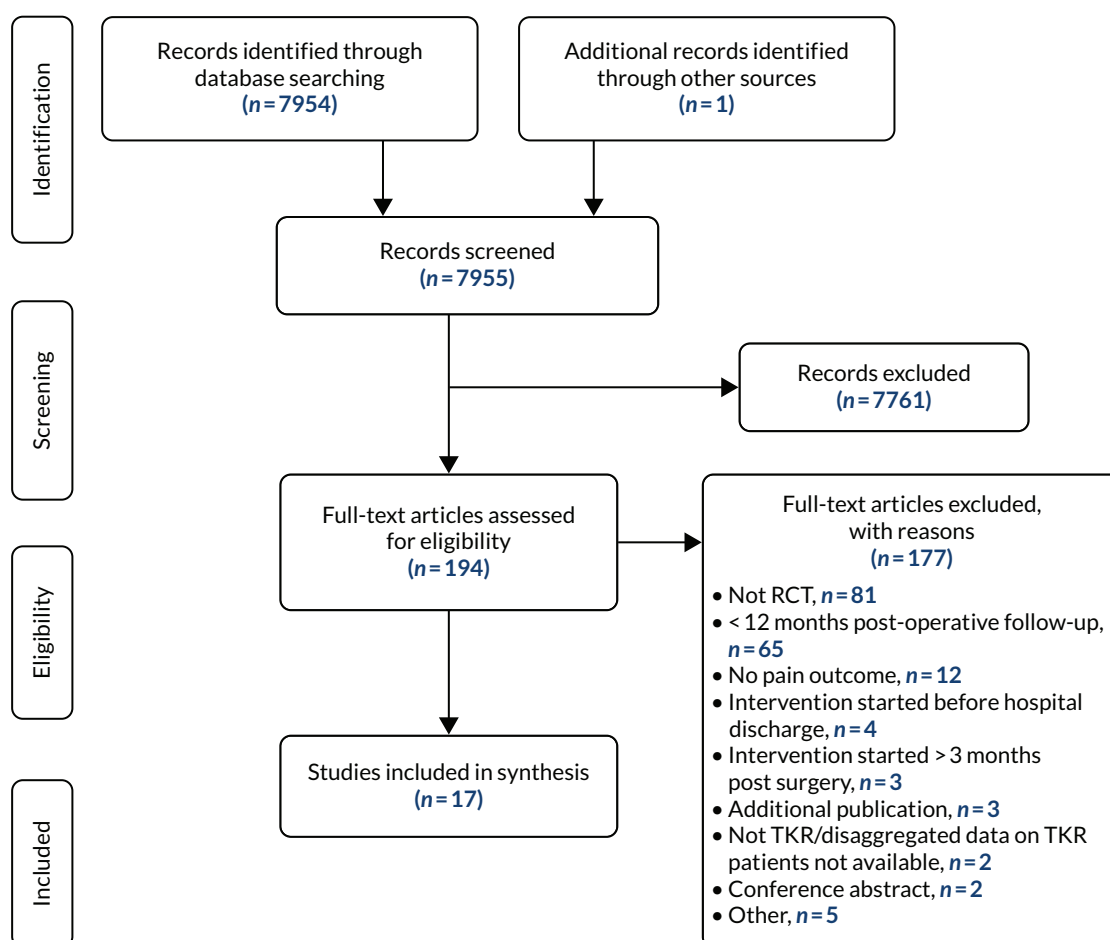 Identification
Records identified through
database searching
(n = 7954)
Additional records identified
through other sources
(n = 1)
Records screened
(n = 7955)
Screening
Records excluded
(n = 7761)
Full-text articles assessed
for eligibility
(n = 194)
Full-text articles excluded,
with reasons
(n = 177)
• Not RCT, n = 81
• < 12 months post-operative follow-up,
n = 65
• No pain outcome, n = 12
• Intervention started before hospital
discharge, n = 4
• Intervention started > 3 months
post surgery, n = 3
• Additional publication, n = 3
• Not TKR/disaggregated data on TKR
patients not available, n = 2
• Conference abstract, n = 2
• Other, n = 5
Eligibility
Studies included in synthesis
(n = 17)
Included